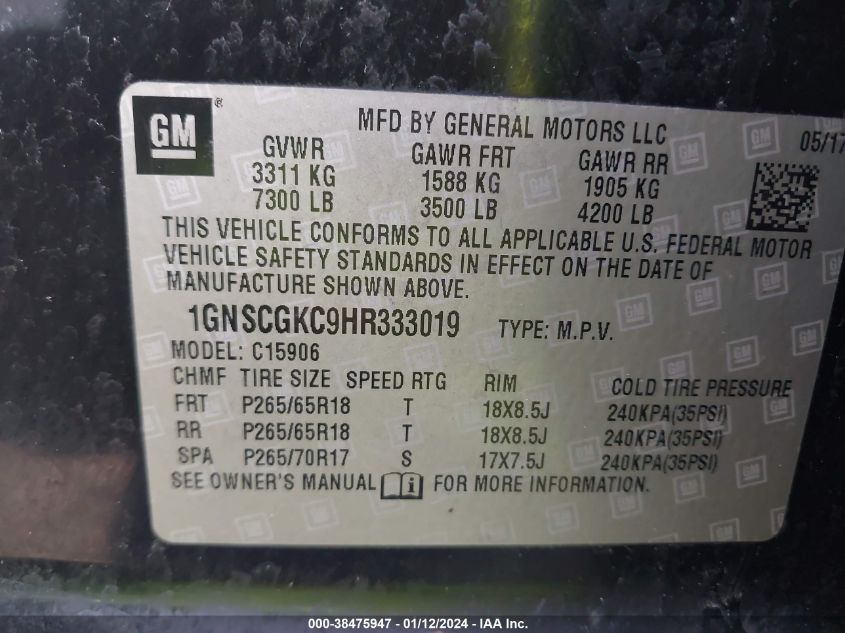 GM ®
MFD BY GENERAL MOTORS LLC 05/17
GVWR GAWR FRT GAWR RR
3311 KG 1588 KG 1905 KG
7300 LB 3500 LB 4200 LB
THIS VEHICLE CONFORMS TO ALL APPLICABLE U.S. FEDERAL MOTOR
VEHICLE SAFETY STANDARDS IN EFFECT ON THE DATE OF
MANUFACTURE SHOWN ABOVE.
1GNSCGKC9HR333019 TYPE: M.P.V.
MODEL: C15906
CHMF TIRE SIZE SPEED RTG RIM COLD TIRE PRESSURE
FRT P265/65R18 T 18X8.5J 240KPA(35PSI)
RR P265/65R18 T 18X8.5J 240KPA(35PSI)
SPA P265/70R17 S 17X7.5J 240KPA(35PSI)
SEE OWNER'S MANUAL i FOR MORE INFORMATION.
000-38475947 - 01/12/2024 - IAA Inc.